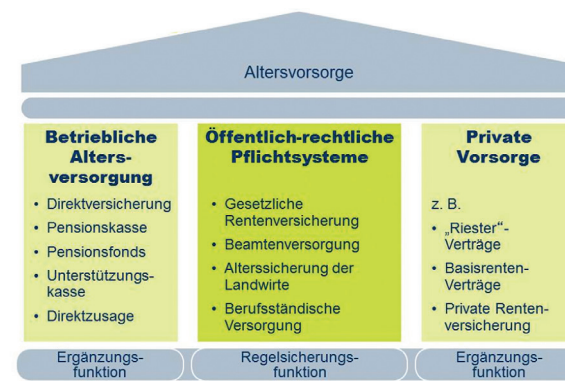 Altersvorsorge
Betriebliche
Alters-
versorgung
• Direktversicherung
• Pensionskasse
• Pensionsfonds
• Unterstützungs-
kasse
• Direktzusage
Öffentlich-rechtliche
Pflichtsysteme
• Gesetzliche
Rentenversicherung
• Beamtenversorgung
• Alterssicherung der
Landwirte
• Berufsständische
Versorgung
Private
Vorsorge
z. B.
• „Riester“-
Verträge
• Basisrenten-
Verträge
• Private Renten-
versicherung
Ergänzungs-
funktion
Regelsicherungs-
funktion
Ergänzungs-
funktion